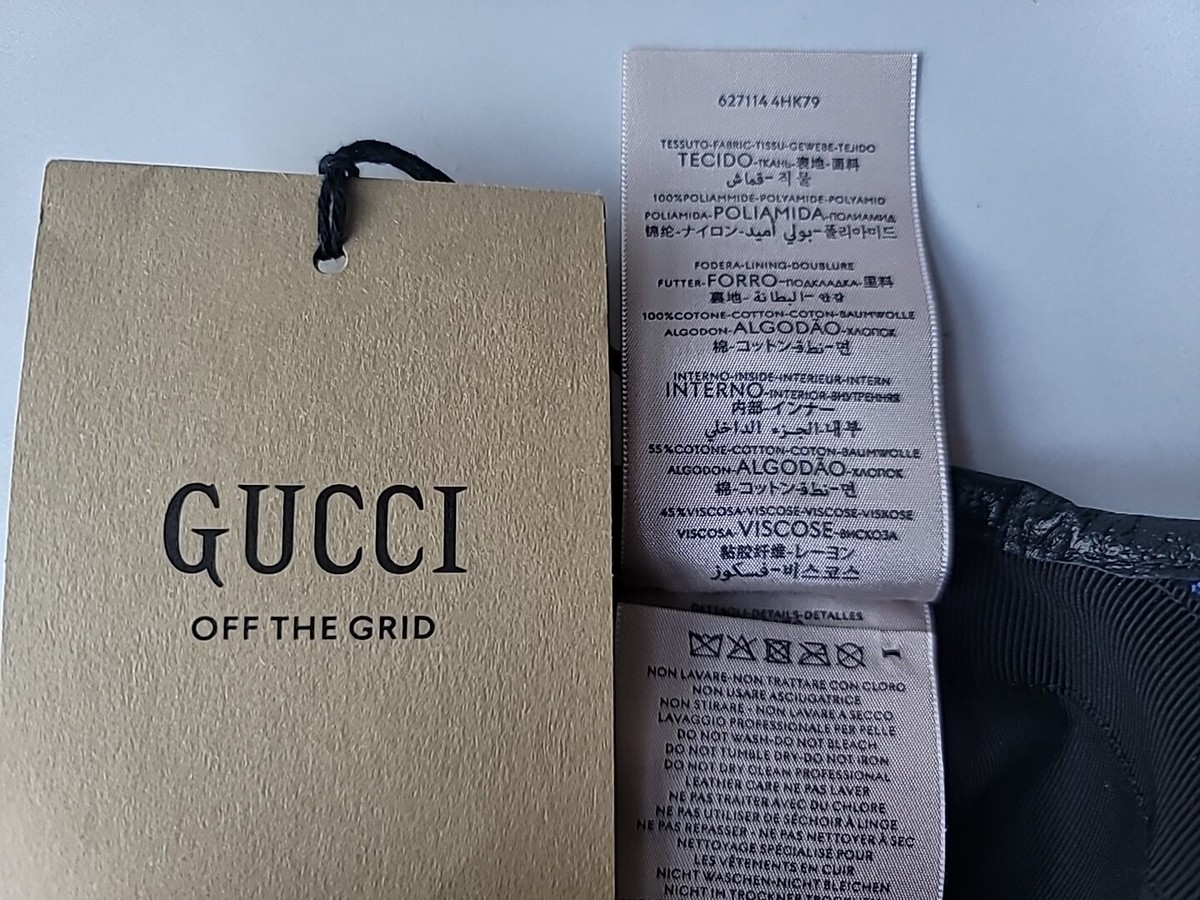 GUCCI
OFF THE GRID
627114 4HK79
TESSUTO-FABRIC-TISSU-GEWEBE-TEJIDO
TECIDO-ТКАНЬ-表地-面料
قماش-직물
100%POLIAMMIDE-POLYAMIDE-POLYAMID
POLIAMIDA-POLIAMIDA-ПОЛИАМИД
锦纶-ナイロン-بولي أميد-폴리아미드
FODERA-LINING-DOUBLURE
FUTTER-FORRO-ПОДКЛАДКА-里料
裏地-البطانة-안감
100%COTONE-COTTON-COTON-BAUMWOLLE
ALGODON-ALGODÃO-ХЛОПОК
棉-コットン-قطن-면
INTERNO-INSIDE-INTERIEUR-INTERN
INTERNO-INTERIOR-ВНУТРЕННЯЯ
内部-インナー
الجزء الداخلي-내부
55%COTONE-COTTON-COTON-BAUMWOLLE
ALGODON-ALGODÃO-ХЛОПОК
棉-コットン-قطن-면
45%VISCOSA-VISCOSE-VISCOSE-VISKOSE
VISCOSA-VISCOSE-ВИСКОЗА
粘胶纤维-レーヨン
فسكوز-비스코스
DETTAGLI-DETAILS-DETALLES
NON LAVARE-NON TRATTARE CON CLORO
NON USARE ASCIUGATRICE
NON STIRARE - NON LAVARE A SECCO
LAVAGGIO PROFESSIONALE PER PELLE
DO NOT WASH-DO NOT BLEACH
DO NOT TUMBLE DRY-DO NOT IRON
DO NOT DRY CLEAN PROFESSIONAL
LEATHER CARE NE PAS LAVER
NE PAS TRAITER AVEC DU CHLORE
NE PAS UTILISER DE SÉCHOIR À LINGE
NE PAS REPASSER - NE PAS NETTOYER À SEC
NETTOYAGE SPÉCIALISÉ POUR
LES VÊTEMENTS EN CUIR
NICHT WASCHEN-NICHT BLEICHEN
NICHT IM TROCKNER TROCKNEN